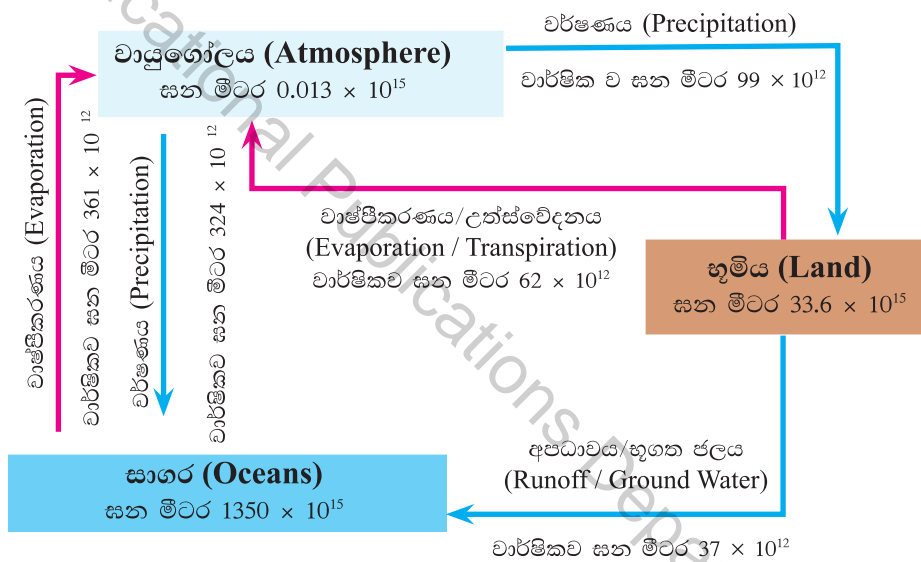 වර්ෂණය (Precipitation)
වායුගෝලය (Atmosphere)
ඝන මීටර 0.013 × 10¹⁵
වාර්ෂික ව ඝන මීටර 99 × 10¹²
වාෂ්පීකරණය (Evaporation)
වාර්ෂිකව ඝන මීටර 361 × 10¹²
වර්ෂණය (Precipitation)
වාර්ෂිකව ඝන මීටර 324 × 10¹²
වාෂ්පීකරණය/උත්ස්වේදනය
(Evaporation / Transpiration)
වාර්ෂිකව ඝන මීටර 62 × 10¹²
භූමිය (Land)
ඝන මීටර 33.6 × 10¹⁵
සාගර (Oceans)
ඝන මීටර 1350 × 10¹⁵
අපධාවය/භූගත ජලය
(Runoff / Ground Water)
වාර්ෂිකව ඝන මීටර 37 × 10¹²
Publications